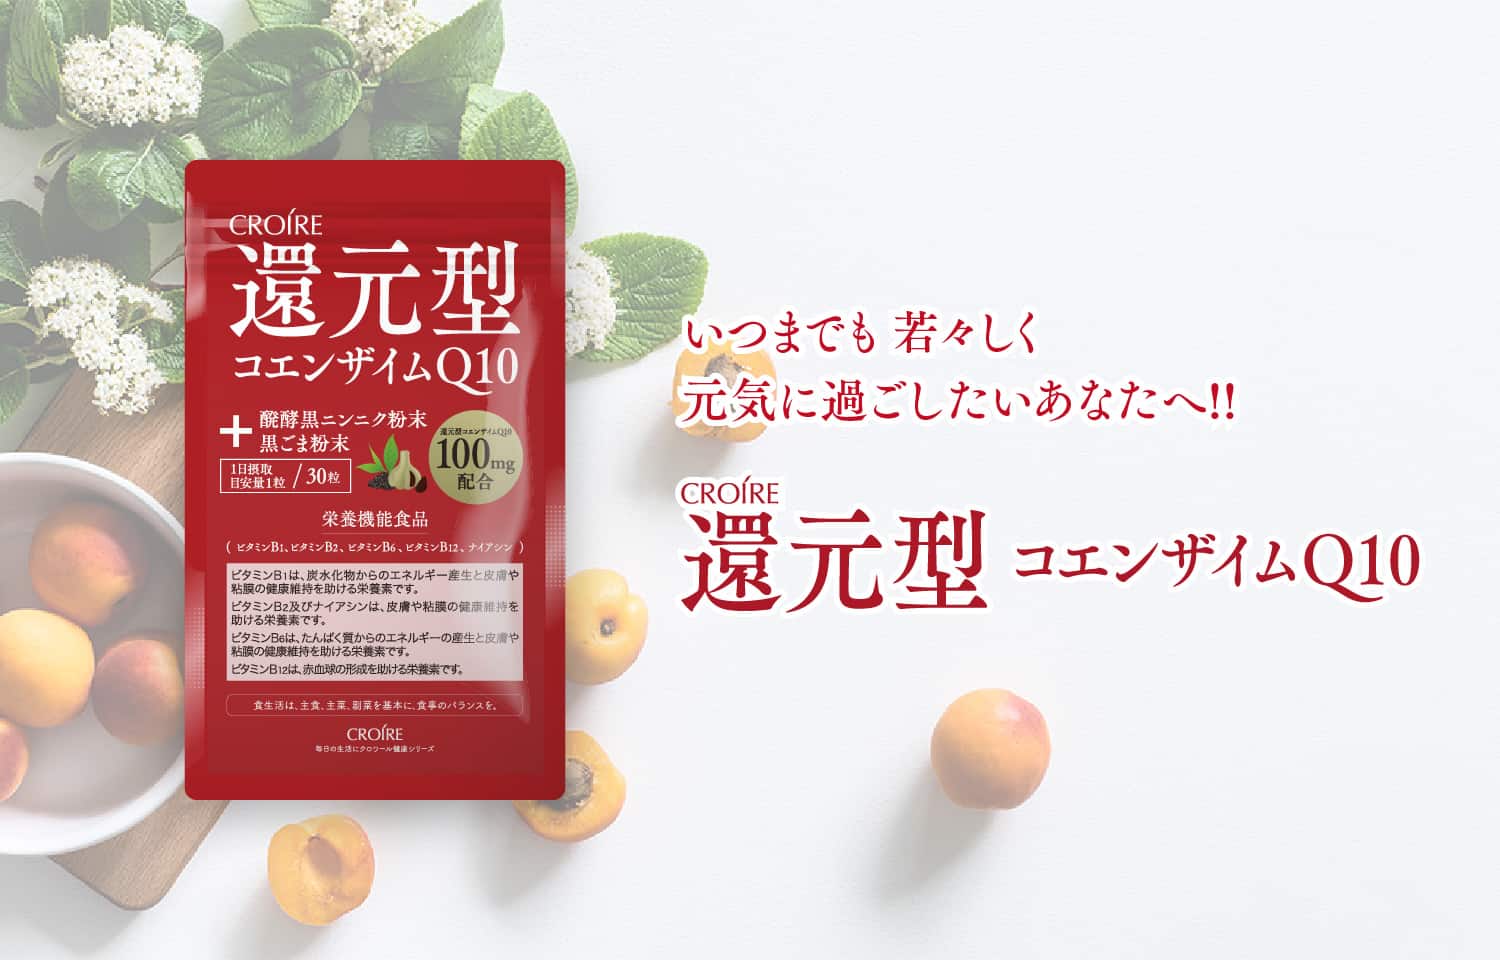 CROIRE
還元型
コエンザイムQ10
+
醗酵黒ニンニク粉末
黒ごま粉末
1日摂取
目安量1粒 / 30粒
還元型コエンザイムQ10
100mg
配合
栄養機能食品
( ビタミンB1、ビタミンB2、ビタミンB6、ビタミンB12、ナイアシン )
ビタミンB1は、炭水化物からのエネルギー産生と皮膚や
粘膜の健康維持を助ける栄養素です。
ビタミンB2及びナイアシンは、皮膚や粘膜の健康維持を
助ける栄養素です。
ビタミンB6は、たんぱく質からのエネルギーの産生と皮膚や
粘膜の健康維持を助ける栄養素です。
ビタミンB12は、赤血球の形成を助ける栄養素です。
食生活は、主食、主菜、副菜を基本に、食事のバランスを。
CROIRE
毎日の生活にクロワール健康シリーズ
いつまでも 若々しく
元気に過ごしたいあなたへ!!
CROIRE
還元型 コエンザイムQ10